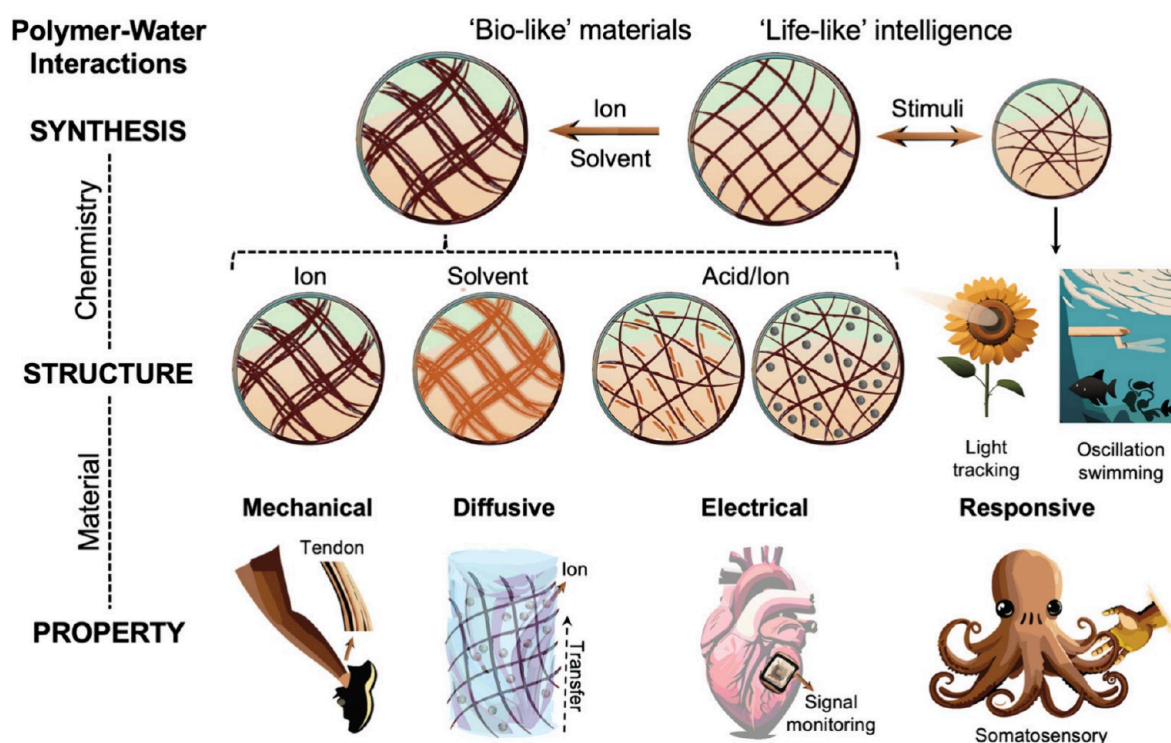 Polymer-Water
Interactions
'Bio-like' materials
'Life-like' intelligence
SYNTHESIS
Ion
Solvent
Stimuli
Chenmistry
Ion
Solvent
Acid/Ion
STRUCTURE
Light
tracking
Oscillation
swimming
Material
Mechanical
Diffusive
Electrical
Responsive
Tendon
Ion
Transfer
PROPERTY
Signal
monitoring
Somatosensory